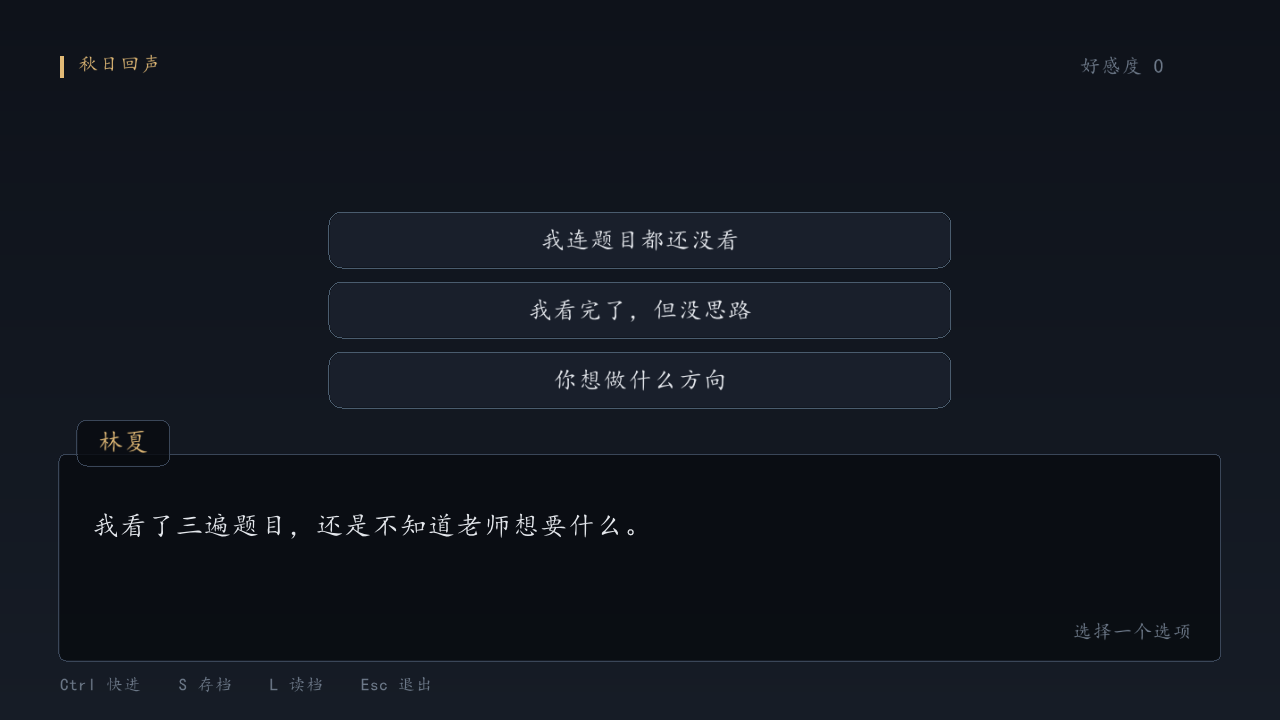 秋日回声
好感度 0
我连题目都还没看
我看完了，但没思路
你想做什么方向
林夏
我看了三遍题目，还是不知道老师想要什么。
选择一个选项
Ctrl 快进 S 存档 L 读档 Esc 退出